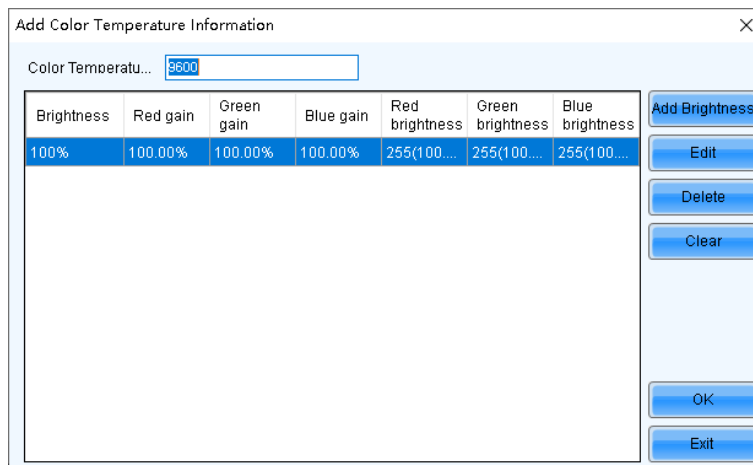 Add Color Temperature Information
Color Temperatu... 9600
Brightness Red gain Green gain Blue gain Red brightness Green brightness Blue brightness
100% 100.00% 100.00% 100.00% 255(100.... 255(100.... 255(100....
Add Brightness
Edit
Delete
Clear
OK
Exit